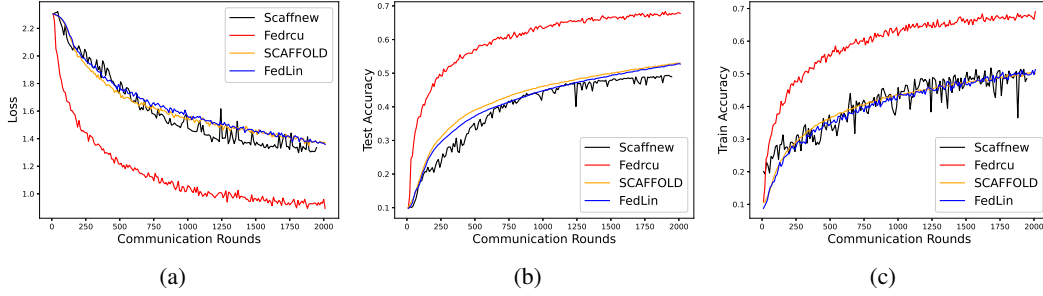 2.2
2.0
1.8
1.6
1.4
1.2
1.0
Loss
0 250 500 750 1000 1250 1500 1750 2000
Communication Rounds
Scaffnew
Fedrcu
SCAFFOLD
FedLin
(a)
0.7
0.6
0.5
0.4
0.3
0.2
0.1
Test Accuracy
0 250 500 750 1000 1250 1500 1750 2000
Communication Rounds
Scaffnew
Fedrcu
SCAFFOLD
FedLin
(b)
0.7
0.6
0.5
0.4
0.3
0.2
0.1
Train Accuracy
0 250 500 750 1000 1250 1500 1750 2000
Communication Rounds
Scaffnew
Fedrcu
SCAFFOLD
FedLin
(c)